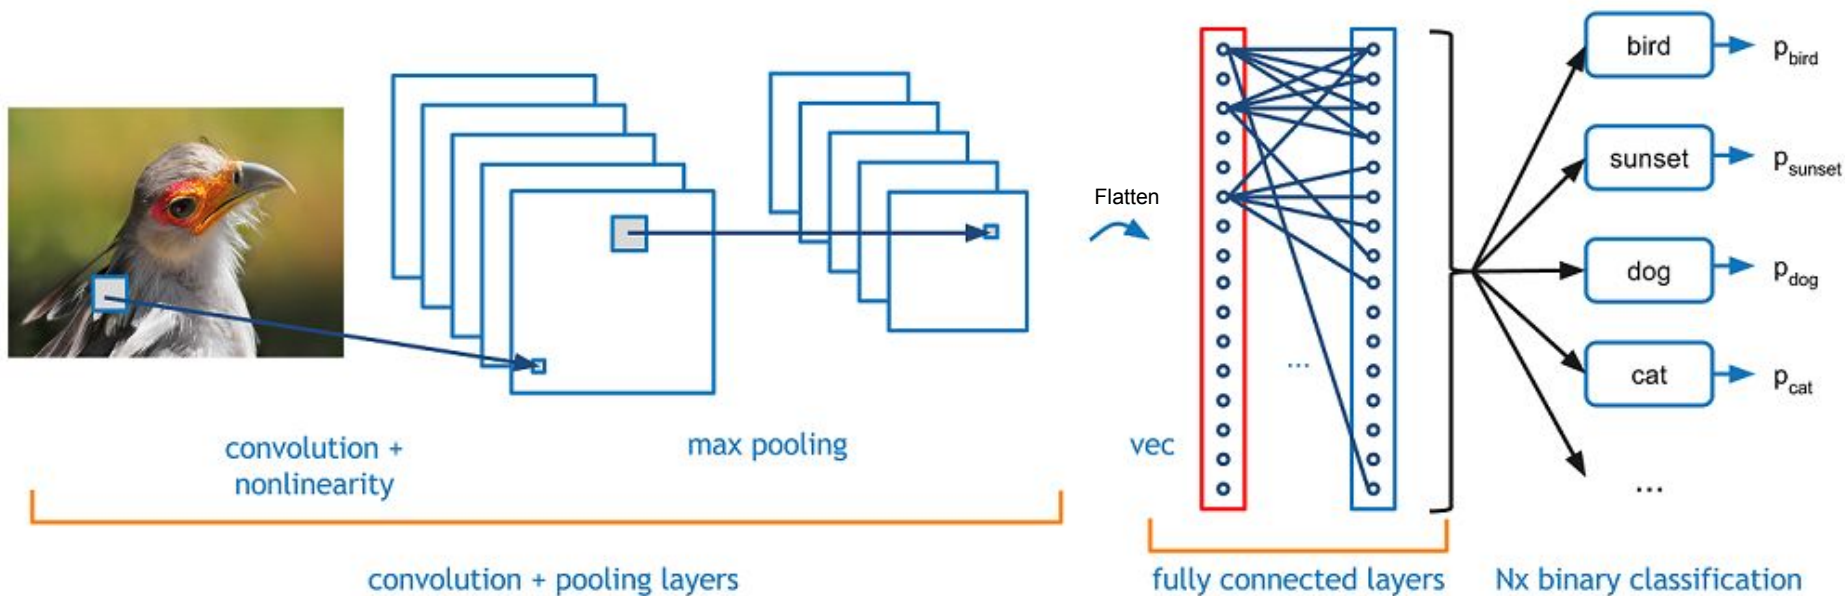 convolution +
nonlinearity
max pooling
convolution + pooling layers
Flatten
vec
...
fully connected layers
bird
p_bird
sunset
p_sunset
dog
p_dog
cat
p_cat
...
Nx binary classification